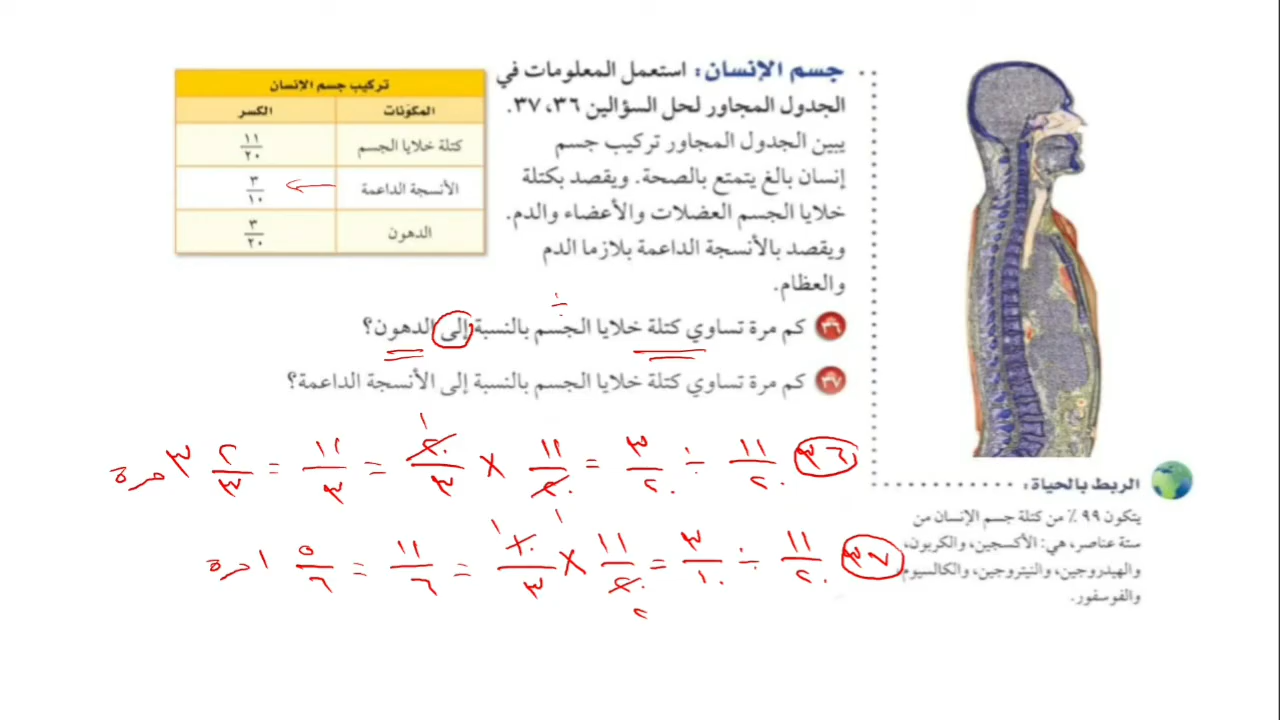 جسم الإنسان: استعمل المعلومات في
الجدول المجاور لحل السؤالين ٣٦، ٣٧.
يبين الجدول المجاور تركيب جسم
إنسان بالغ يتمتع بالصحة. ويقصد بكتلة
خلايا الجسم العضلات والأعضاء والدم.
ويقصد بالأنسجة الداعمة بلازما الدم
والعظام.
تركيب جسم الإنسان
المكونات الكسر
كتلة خلايا الجسم ١١/٢٠
الأنسجة الداعمة ٣/١٠
الدهون ٣/٢٠
÷
٣٦ كم مرة تساوي كتلة خلايا الجسم بالنسبة إلى الدهون؟
٣٧ كم مرة تساوي كتلة خلايا الجسم بالنسبة إلى الأنسجة الداعمة؟
٣٦ ١١/٢٠ ÷ ٣/٢٠ = ١١/٢٠ × ٢٠/٣ ١ = ١١/٣ = ٣ ٢/٣ مرة
٣٧ ١١/٢٠ ÷ ٣/١٠ = ١١/٢٠ ٢ ١ × ١٠/٣ ١ = ١١/٦ = ١ ٥/٦ مرة
الربط بالحياة:
يتكون ٩٩ ٪ من كتلة جسم الإنسان من
ستة عناصر، هي: الأكسجين، والكربون،
والهيدروجين، والنيتروجين، والكالسيوم،
والفوسفور.